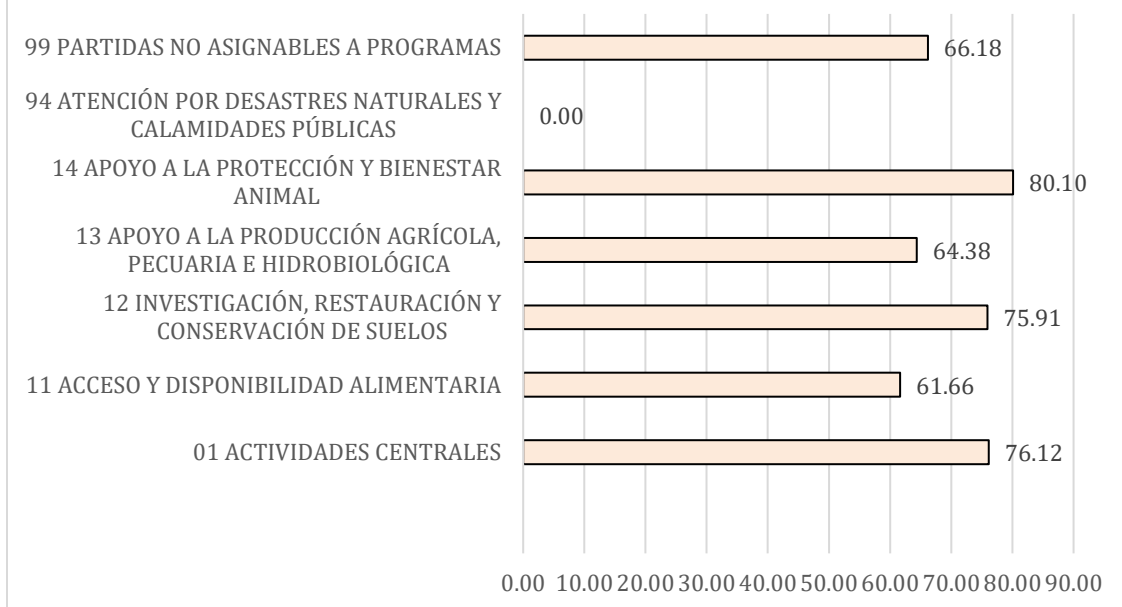 99 PARTIDAS NO ASIGNABLES A PROGRAMAS
66.18
94 ATENCIÓN POR DESASTRES NATURALES Y
CALAMIDADES PÚBLICAS
0.00
14 APOYO A LA PROTECCIÓN Y BIENESTAR
ANIMAL
80.10
13 APOYO A LA PRODUCCIÓN AGRÍCOLA,
PECUARIA E HIDROBIOLÓGICA
64.38
12 INVESTIGACIÓN, RESTAURACIÓN Y
CONSERVACIÓN DE SUELOS
75.91
11 ACCESO Y DISPONIBILIDAD ALIMENTARIA
61.66
01 ACTIVIDADES CENTRALES
76.12
0.00 10.00 20.00 30.00 40.00 50.00 60.00 70.00 80.00 90.00